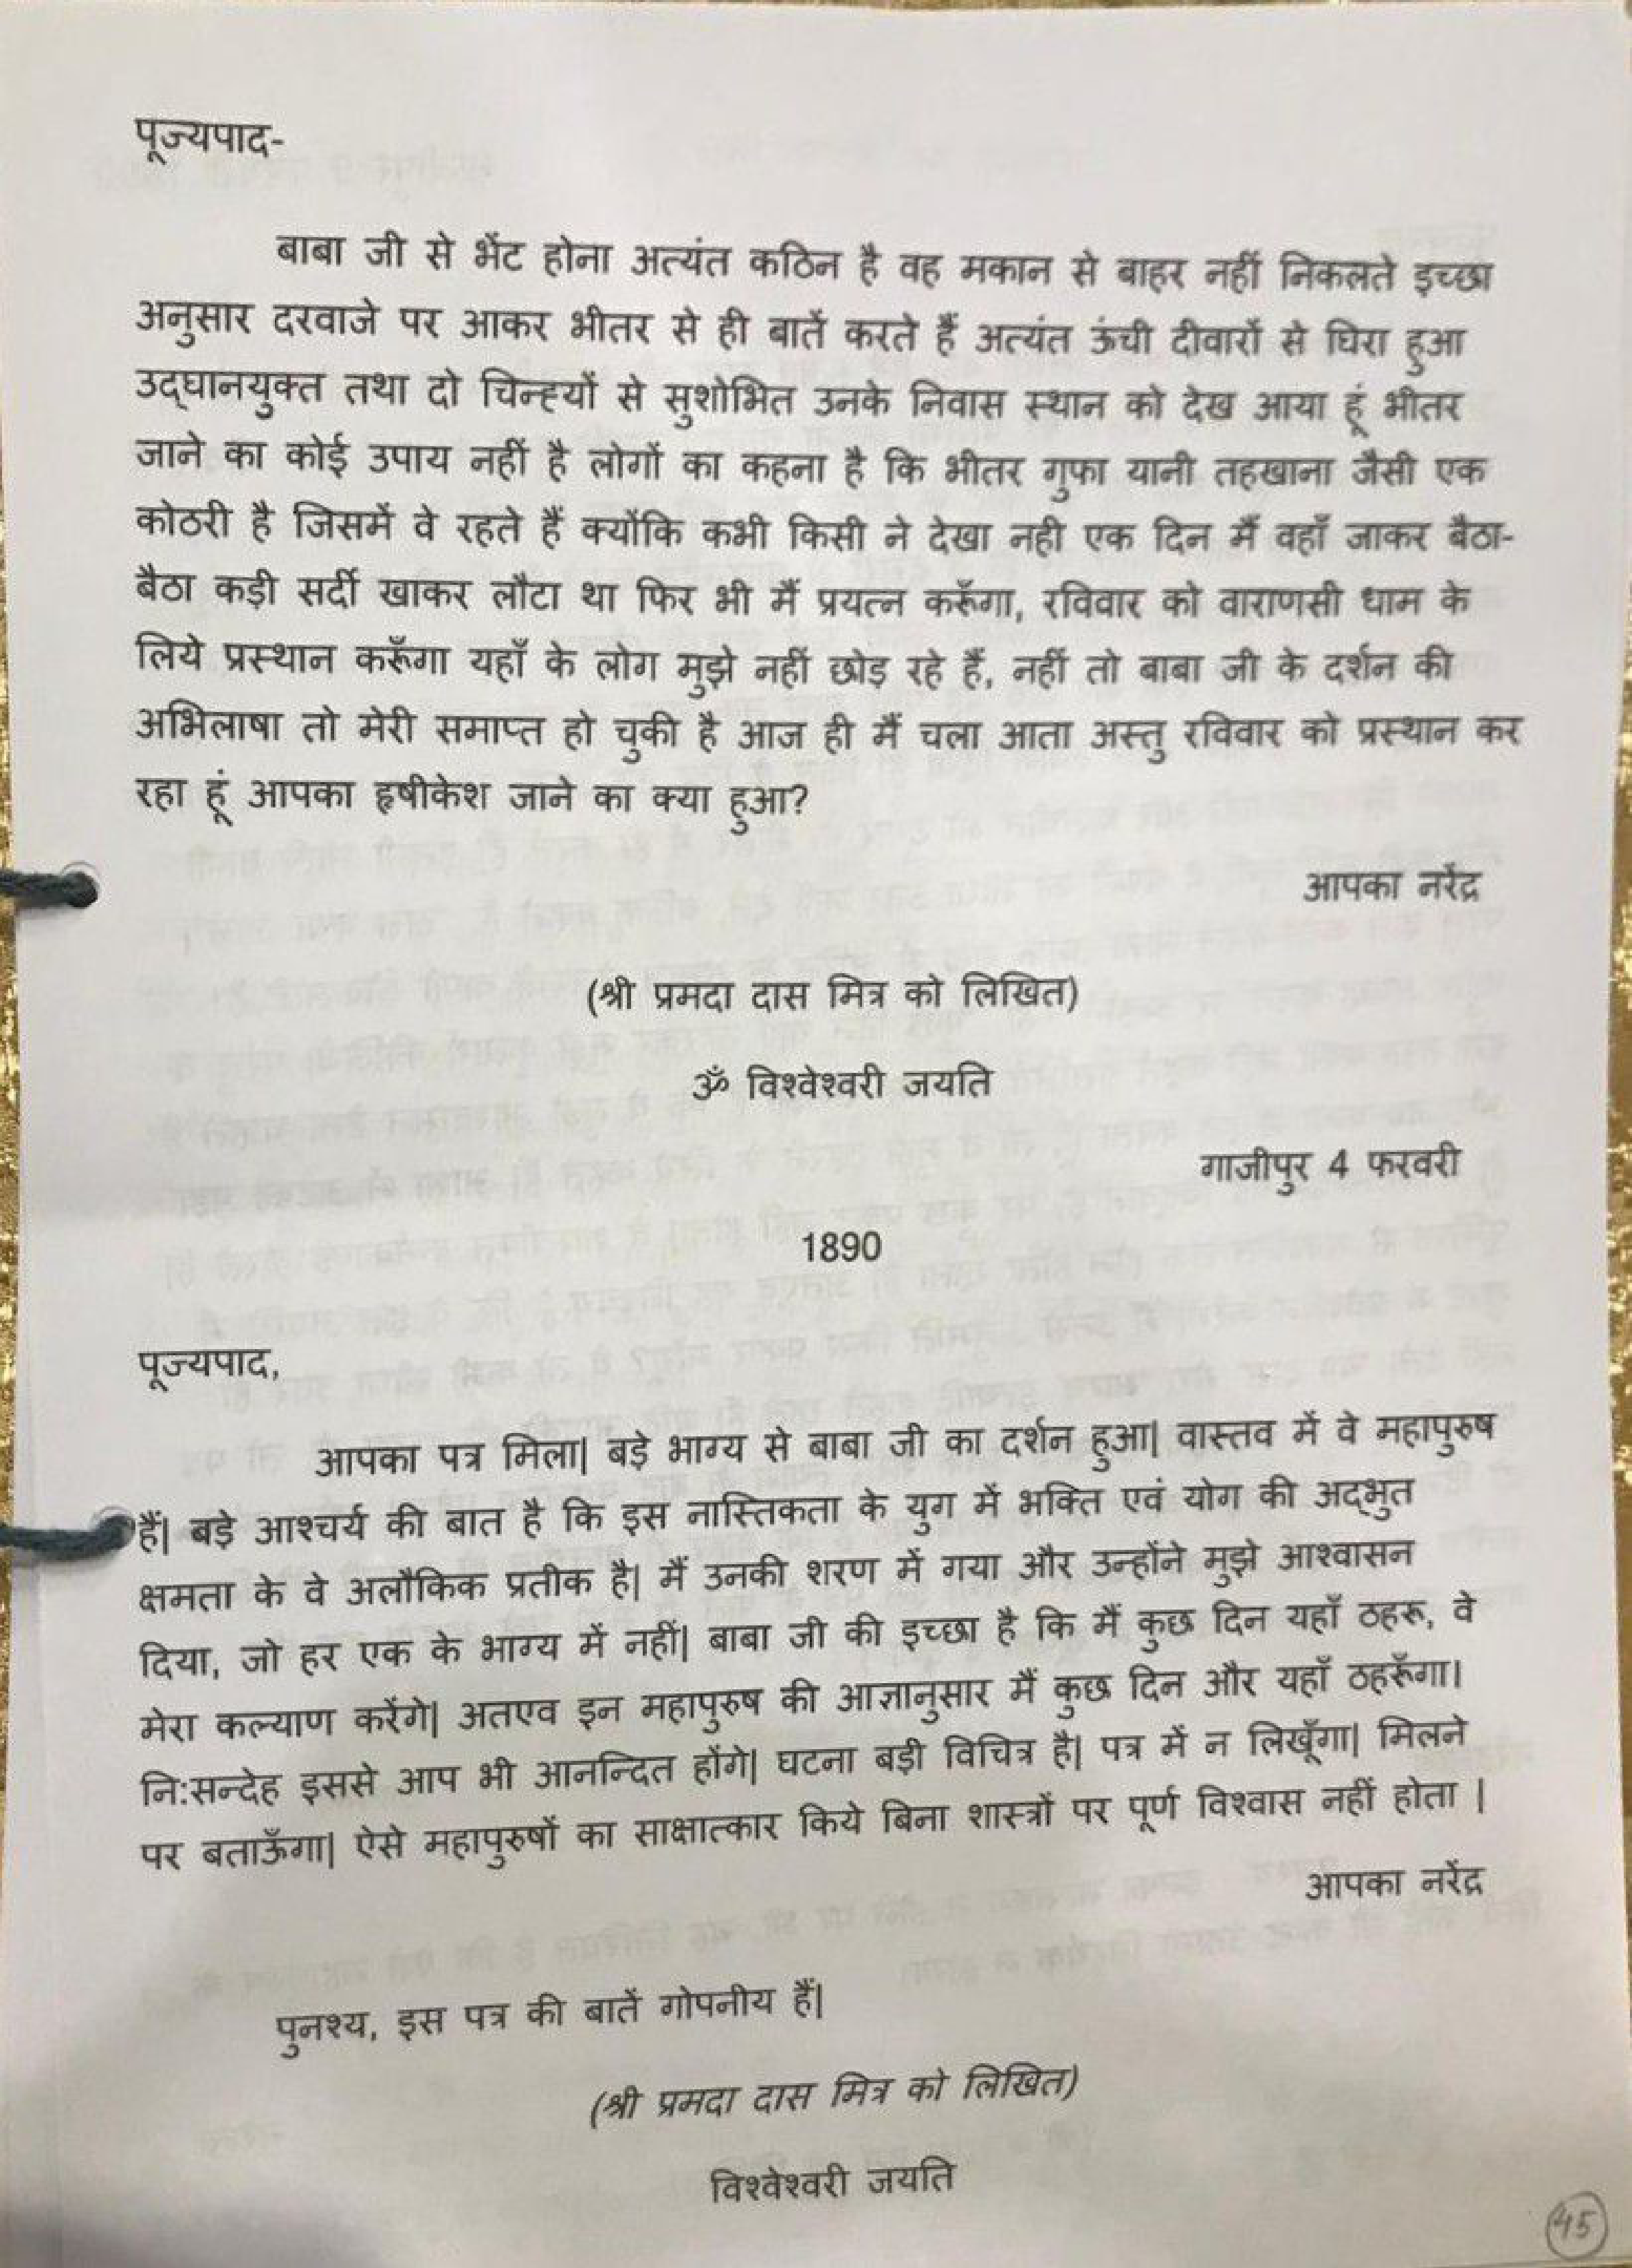 पूज्यपाद-
बाबा जी से भेंट होना अत्यंत कठिन है वह मकान से बाहर नहीं निकलते इच्छा
अनुसार दरवाजे पर आकर भीतर से ही बातें करते हैं अत्यंत ऊंची दीवारों से घिरा हुआ
उद्घानयुक्त तथा दो चिन्ह्यों से सुशोभित उनके निवास स्थान को देख आया हूं भीतर
जाने का कोई उपाय नहीं है लोगों का कहना है कि भीतर गुफा यानी तहखाना जैसी एक
कोठरी है जिसमें वे रहते हैं क्योंकि कभी किसी ने देखा नही एक दिन मैं वहाँ जाकर बैठा-
बैठा कड़ी सर्दी खाकर लौटा था फिर भी मैं प्रयत्न करूँगा, रविवार को वाराणसी धाम के
लिये प्रस्थान करूँगा यहाँ के लोग मुझे नहीं छोड़ रहे हैं, नहीं तो बाबा जी के दर्शन की
अभिलाषा तो मेरी समाप्त हो चुकी है आज ही मैं चला आता अस्तु रविवार को प्रस्थान कर
रहा हूं आपका हृषीकेश जाने का क्या हुआ?
आपका नरेंद्र
(श्री प्रमदा दास मित्र को लिखित)
ॐ विश्वेश्वरी जयति
गाजीपुर 4 फरवरी
1890
पूज्यपाद,
आपका पत्र मिला| बड़े भाग्य से बाबा जी का दर्शन हुआ| वास्तव में वे महापुरुष
हैं| बड़े आश्चर्य की बात है कि इस नास्तिकता के युग में भक्ति एवं योग की अद्भुत
क्षमता के वे अलौकिक प्रतीक है| मैं उनकी शरण में गया और उन्होंने मुझे आश्वासन
दिया, जो हर एक के भाग्य में नहीं| बाबा जी की इच्छा है कि मैं कुछ दिन यहाँ ठहरू, वे
मेरा कल्याण करेंगे| अतएव इन महापुरुष की आज्ञानुसार मैं कुछ दिन और यहाँ ठहरूँगा।
नि:सन्देह इससे आप भी आनन्दित होंगे| घटना बड़ी विचित्र है| पत्र में न लिखूँगा| मिलने
पर बताऊँगा| ऐसे महापुरुषों का साक्षात्कार किये बिना शास्त्रों पर पूर्ण विश्वास नहीं होता |
आपका नरेंद्र
पुनश्य, इस पत्र की बातें गोपनीय हैं|
(श्री प्रमदा दास मित्र को लिखित)
विश्वेश्वरी जयति
45